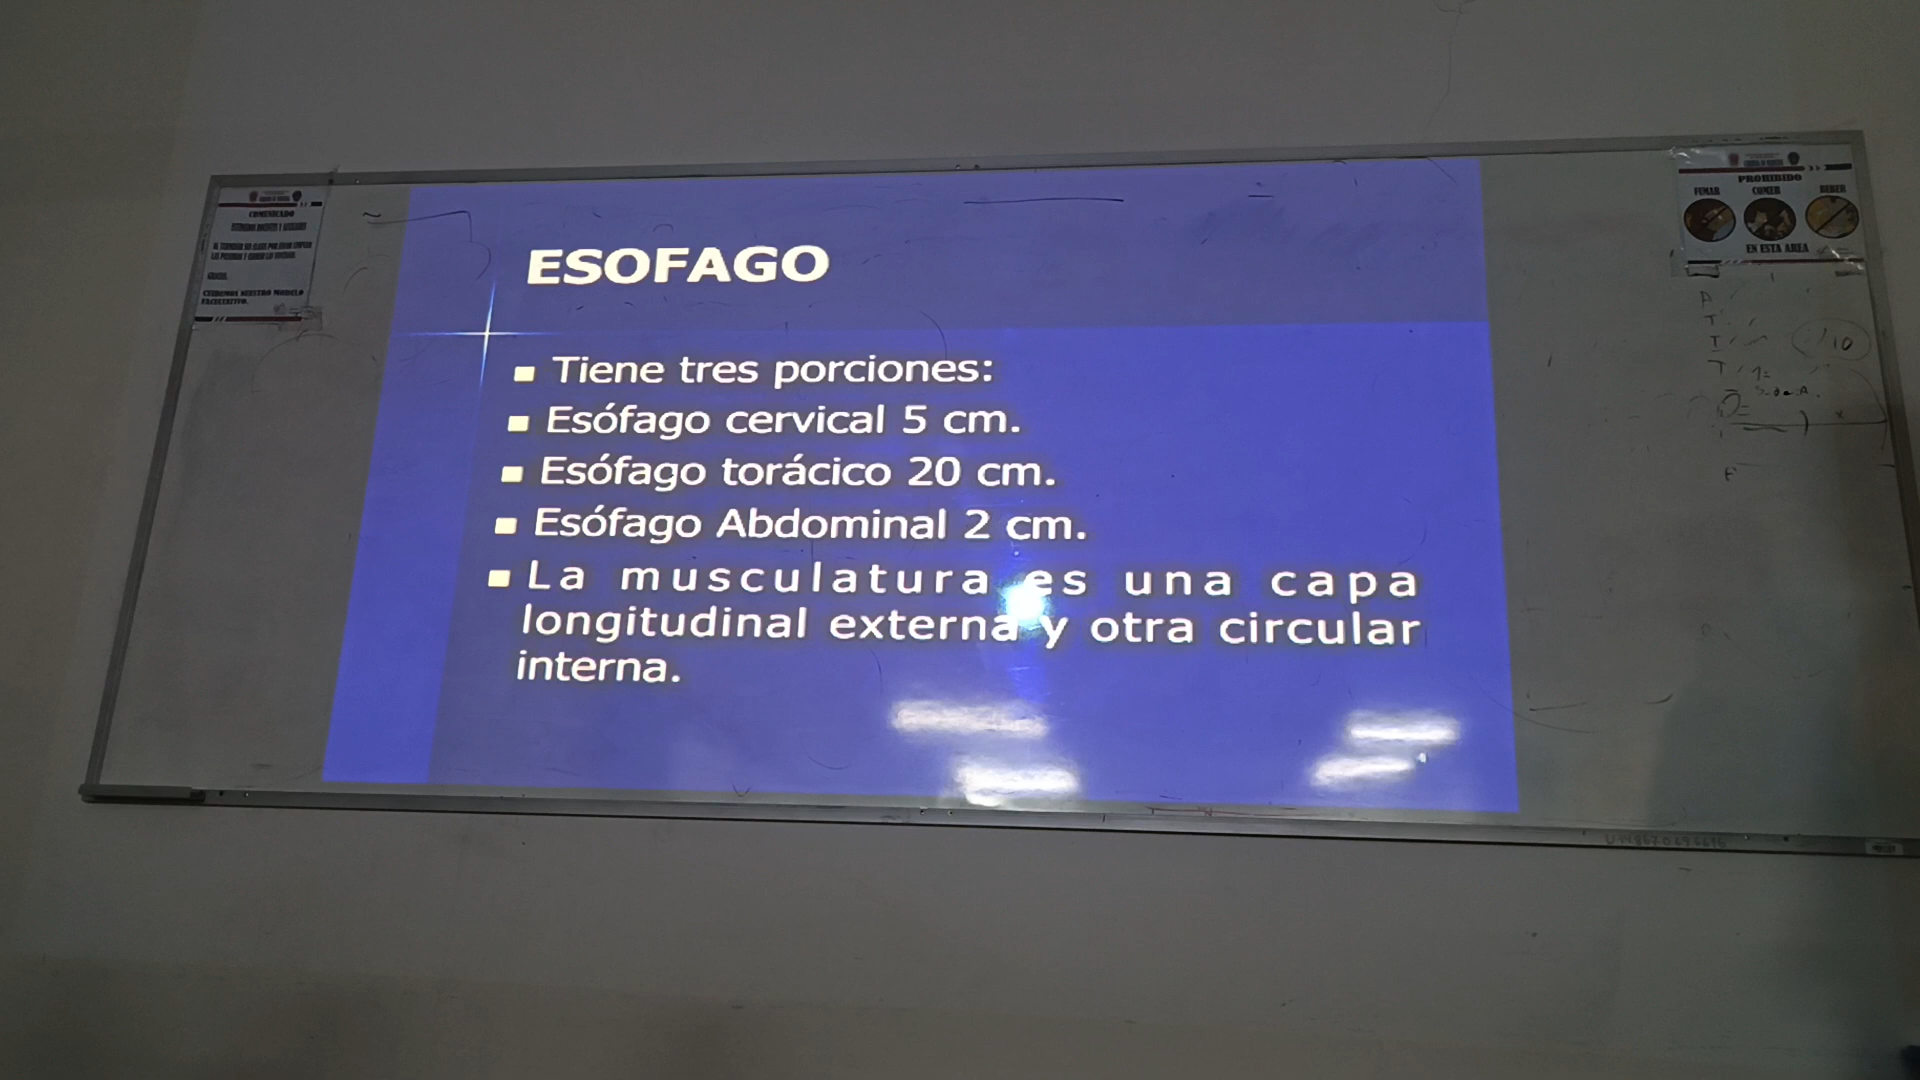 ESOFAGO
Tiene tres porciones:
Esófago cervical 5 cm.
Esófago torácico 20 cm.
Esófago Abdominal 2 cm.
La musculatura es una capa
longitudinal externa y otra circular
interna.
COMUNICADO
PROHIBIDO
FUMAR COMER BEBER
EN ESTA AREA